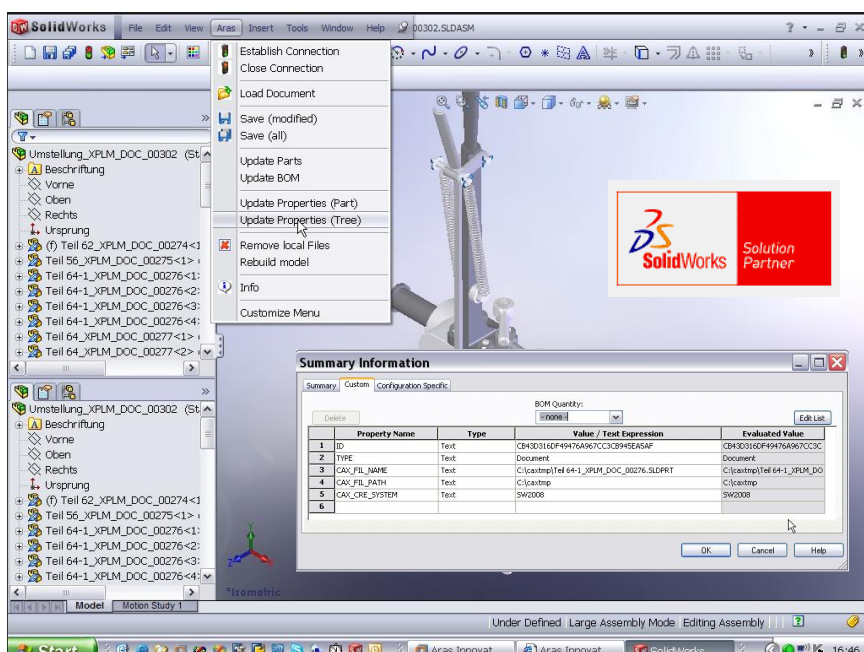 SolidWorks File Edit View Aras Insert Tools Window Help 00302.SLDASM
Establish Connection
Close Connection
Load Document
Save (modified)
Save (all)
Update Parts
Update BOM
Update Properties (Part)
Update Properties (Tree)
Remove local Files
Rebuild model
Info
Customize Menu
Umstellung_XPLM_DOC_00302 (St
Beschriftung
Vorne
Oben
Rechts
Ursprung
(f) Teil 62_XPLM_DOC_00274<1
Teil 56_XPLM_DOC_00275<1>
Teil 64-1_XPLM_DOC_00276<1>
Teil 64-1_XPLM_DOC_00276<2>
Teil 64-1_XPLM_DOC_00276<3>
Teil 64-1_XPLM_DOC_00276<4>
Teil 64_XPLM_DOC_00277<1>
Teil 64_XPLM_DOC_00277<2>
SolidWorks
Solution
Partner
Umstellung_XPLM_DOC_00302 (St
Beschriftung
Vorne
Oben
Rechts
Ursprung
(f) Teil 62_XPLM_DOC_00274<1
Teil 56_XPLM_DOC_00275<1>
Teil 64-1_XPLM_DOC_00276<1>
Teil 64-1_XPLM_DOC_00276<2>
Teil 64-1_XPLM_DOC_00276<3>
Teil 64-1_XPLM_DOC_00276<4>
Summary Information
Summary Custom Configuration Specific
BOM Quantity:
Delete - none - Edit List
Property Name Type Value / Text Expression Evaluated Value
1 ID Text CB43D316DF49476A967CC3CB945EA5AF CB43D316DF49476A967CC3C
2 TYPE Text Document Document
3 CAX_FIL_NAME Text C:\caxtmp\Teil 64-1_XPLM_DOC_00276.SLDPRT C:\caxtmp\Teil 64-1_XPLM_DO
4 CAX_FIL_PATH Text C:\caxtmp C:\caxtmp
5 CAX_CRE_SYSTEM Text SW2008 SW2008
6
OK Cancel Help
*Isometric
Model Motion Study 1
Under Defined Large Assembly Mode Editing Assembly
Start Aras Innovat Aras Innovat SolidWorks 16:46